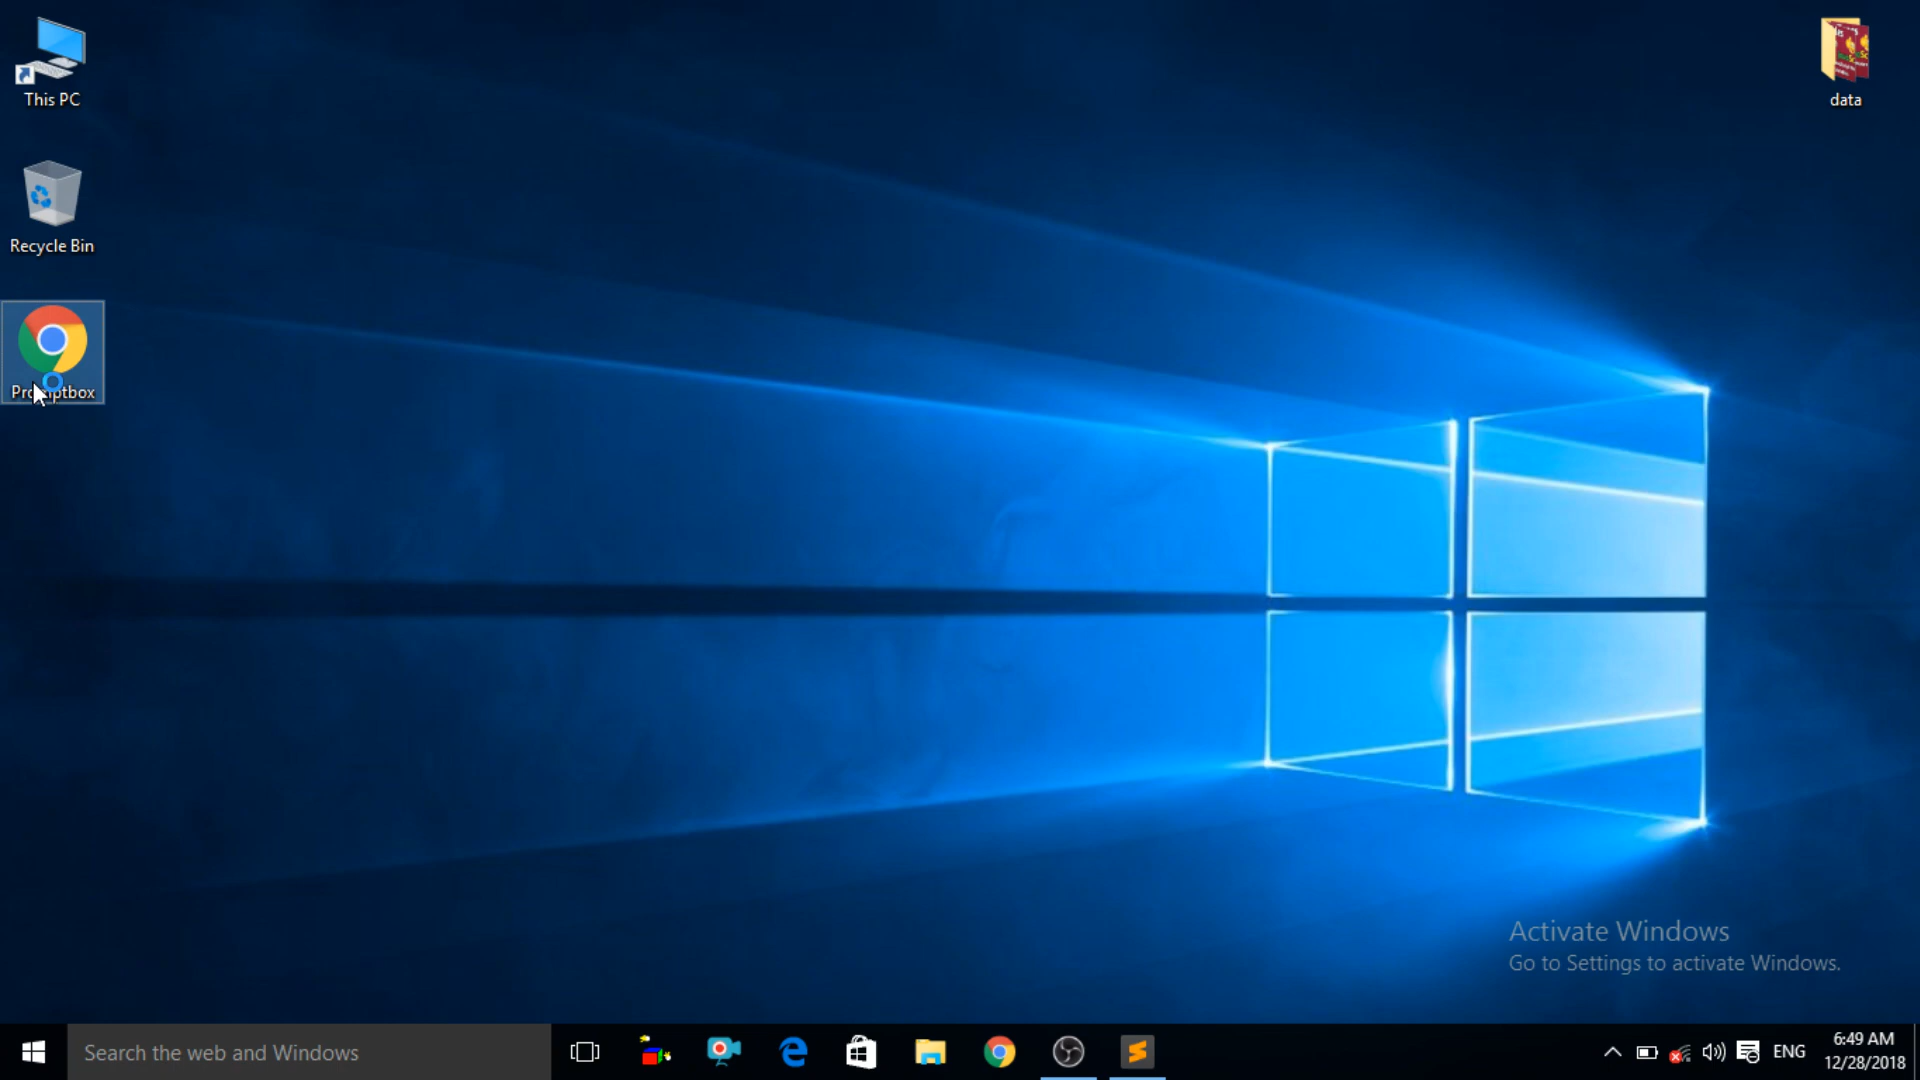 This PC
data
Recycle Bin
Activate Windows
Go to Settings to activate Windows.
Search the web and Windows
ENG
6:49 AM
12/28/2018